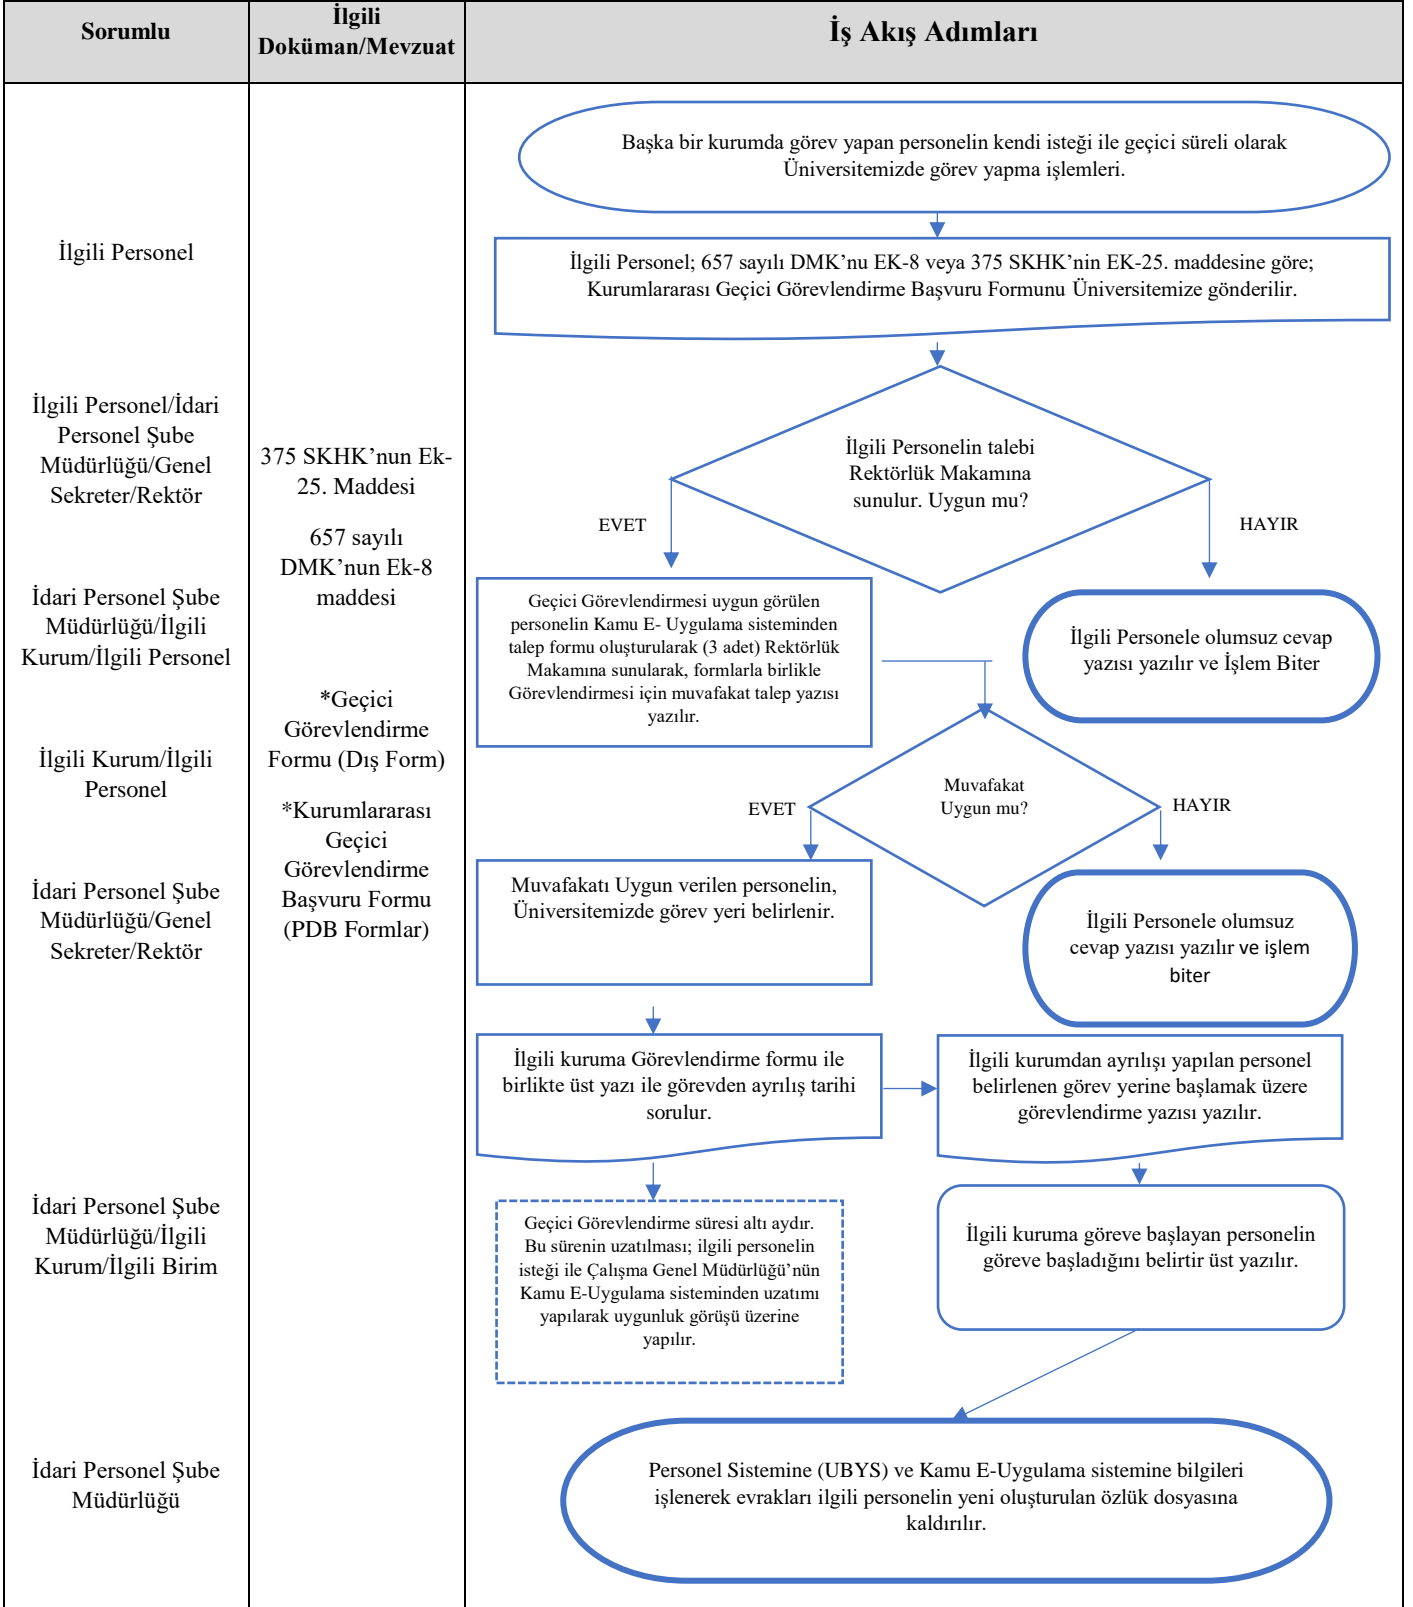 Sorumlu
İlgili
Doküman/Mevzuat
İş Akış Adımları
İlgili Personel
İlgili Personel/İdari
Personel Şube
Müdürlüğü/Genel
Sekreter/Rektör
İdari Personel Şube
Müdürlüğü/İlgili
Kurum/İlgili Personel
İlgili Kurum/İlgili
Personel
İdari Personel Şube
Müdürlüğü/Genel
Sekreter/Rektör
İdari Personel Şube
Müdürlüğü/İlgili
Kurum/İlgili Birim
İdari Personel Şube
Müdürlüğü
375 SKHK’nun Ek-
25. Maddesi
657 sayılı
DMK’nun Ek-8
maddesi
*Geçici
Görevlendirme
Formu (Dış Form)
*Kurumlararası
Geçici
Görevlendirme
Başvuru Formu
(PDB Formlar)
Başka bir kurumda görev yapan personelin kendi isteği ile geçici süreli olarak
Üniversitemizde görev yapma işlemleri.
İlgili Personel; 657 sayılı DMK’nu EK-8 veya 375 SKHK’nin EK-25. maddesine göre;
Kurumlararası Geçici Görevlendirme Başvuru Formunu Üniversitemize gönderilir.
İlgili Personelin talebi
Rektörlük Makamına
sunulur. Uygun mu?
EVET
HAYIR
Geçici Görevlendirmesi uygun görülen
personelin Kamu E- Uygulama sisteminden
talep formu oluşturularak (3 adet) Rektörlük
Makamına sunularak, formlarla birlikle
Görevlendirmesi için muvafakat talep yazısı
yazılır.
İlgili Personele olumsuz cevap
yazısı yazılır ve İşlem Biter
Muvafakat
Uygun mu?
EVET
HAYIR
Muvafakatı Uygun verilen personelin,
Üniversitemizde görev yeri belirlenir.
İlgili Personele olumsuz
cevap yazısı yazılır ve işlem
biter
İlgili kuruma Görevlendirme formu ile
birlikte üst yazı ile görevden ayrılış tarihi
sorulur.
İlgili kurumdan ayrılışı yapılan personel
belirlenen görev yerine başlamak üzere
görevlendirme yazısı yazılır.
Geçici Görevlendirme süresi altı aydır.
Bu sürenin uzatılması; ilgili personelin
isteği ile Çalışma Genel Müdürlüğü’nün
Kamu E-Uygulama sisteminden uzatımı
yapılarak uygunluk görüşü üzerine
yapılır.
İlgili kuruma göreve başlayan personelin
göreve başladığını belirtir üst yazılır.
Personel Sistemine (UBYS) ve Kamu E-Uygulama sistemine bilgileri
işlenerek evrakları ilgili personelin yeni oluşturulan özlük dosyasına
kaldırılır.